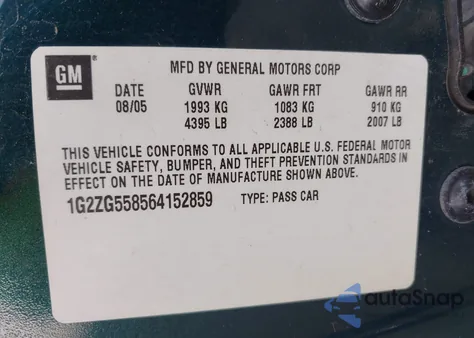 GM
MFD BY GENERAL MOTORS CORP
DATE GVWR GAWR FRT GAWR RR
08/05 1993 KG 1083 KG 910 KG
4395 LB 2388 LB 2007 LB
THIS VEHICLE CONFORMS TO ALL APPLICABLE U.S. FEDERAL MOTOR
VEHICLE SAFETY, BUMPER, AND THEFT PREVENTION STANDARDS IN
EFFECT ON THE DATE OF MANUFACTURE SHOWN ABOVE.
1G2ZG558564152859 TYPE: PASS CAR
autoSnap